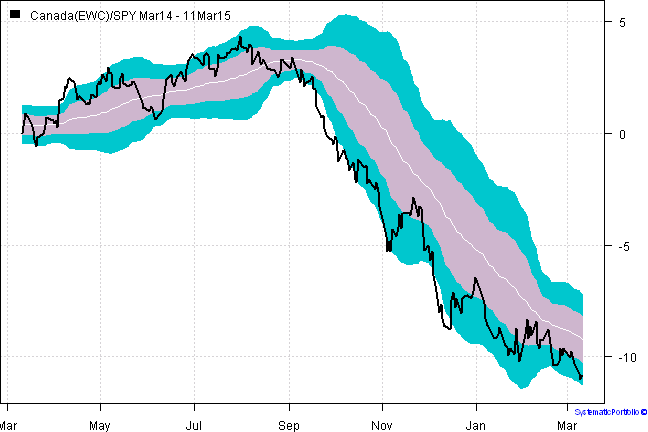 Canada(EWC)/SPY Mar14 - 11Mar15
5
0
-5
-10
Mar May Jul Sep Nov Jan Mar
SystematicPortfolio ©